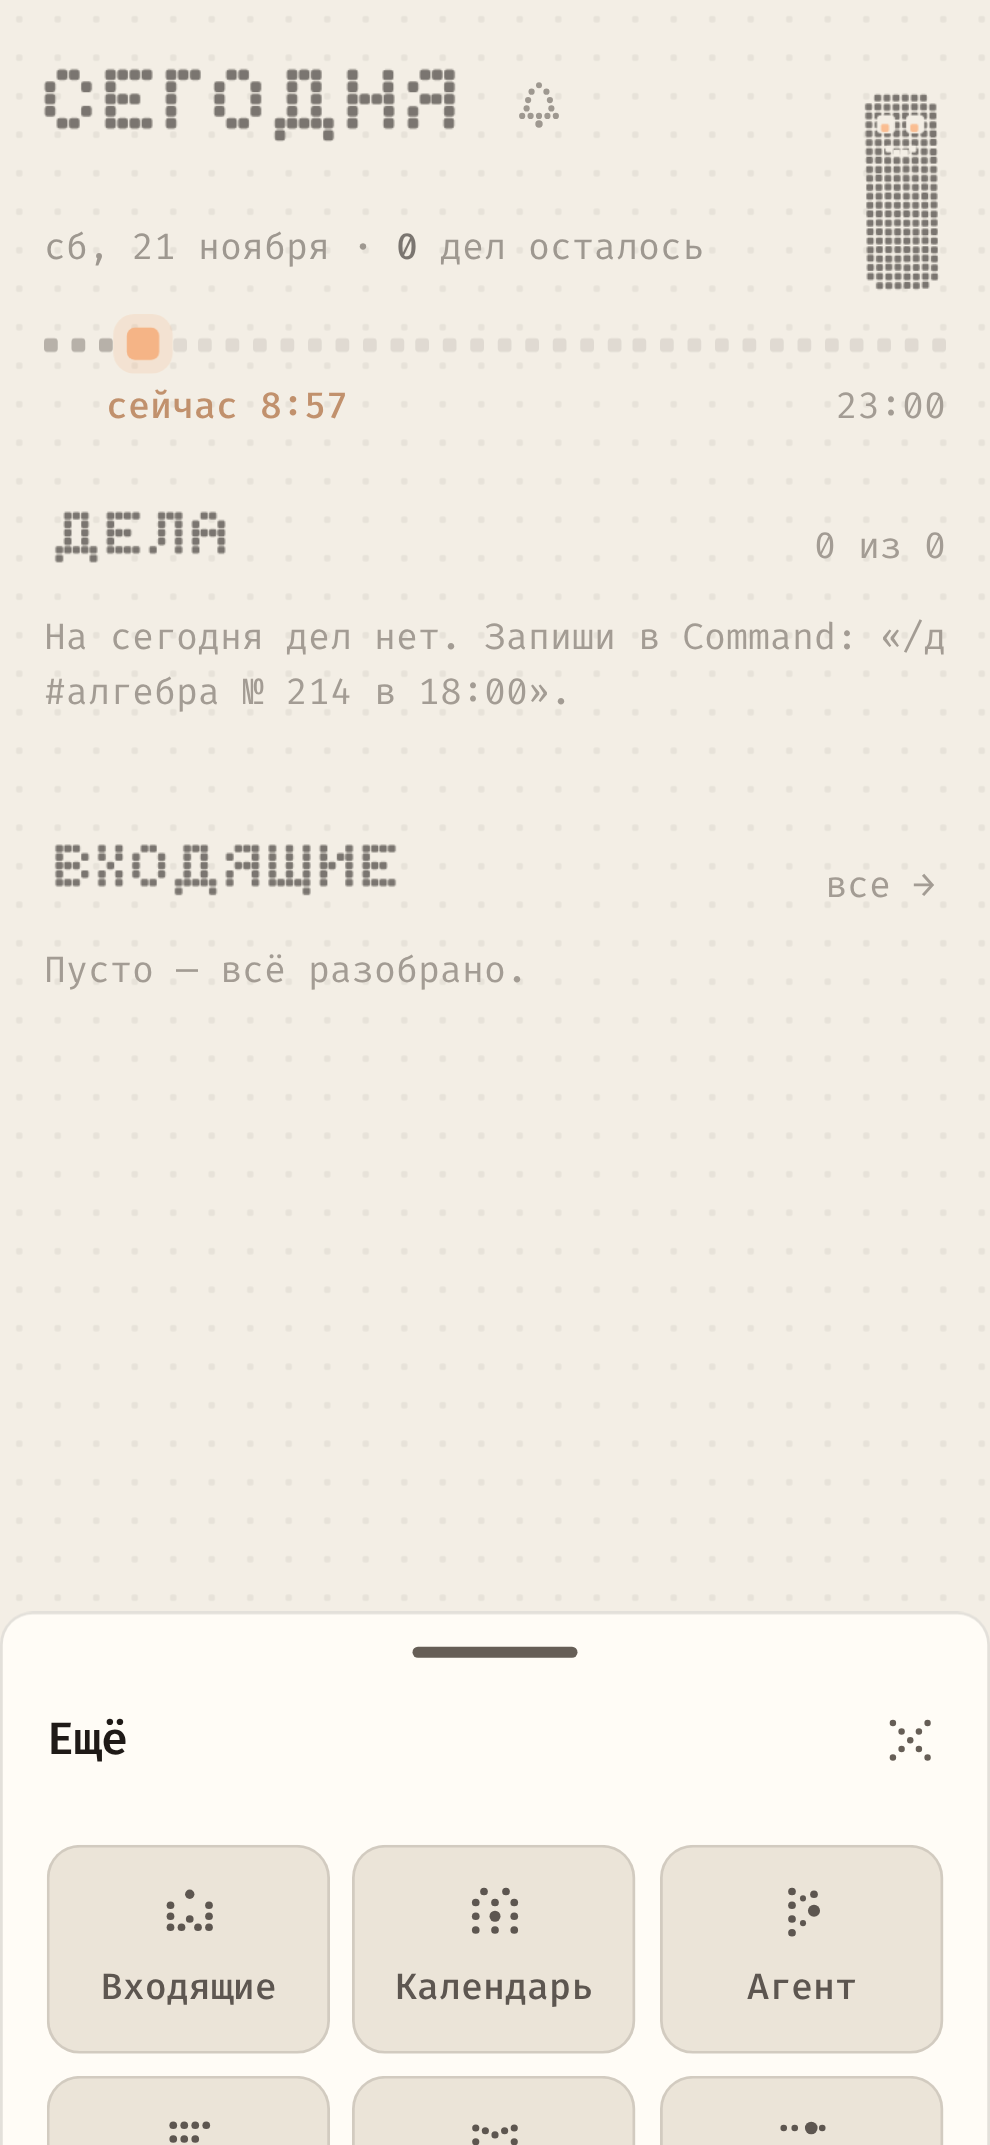 СЕГОДНЯ
сб, 21 ноября · 0 дел осталось
сейчас 8:57
23:00
ДЕЛА
0 из 0
На сегодня дел нет. Запиши в Command: «/д
#алгебра № 214 в 18:00».
ВХОДЯЩИЕ
все →
Пусто — всё разобрано.
Ещё
Входящие
Календарь
Агент